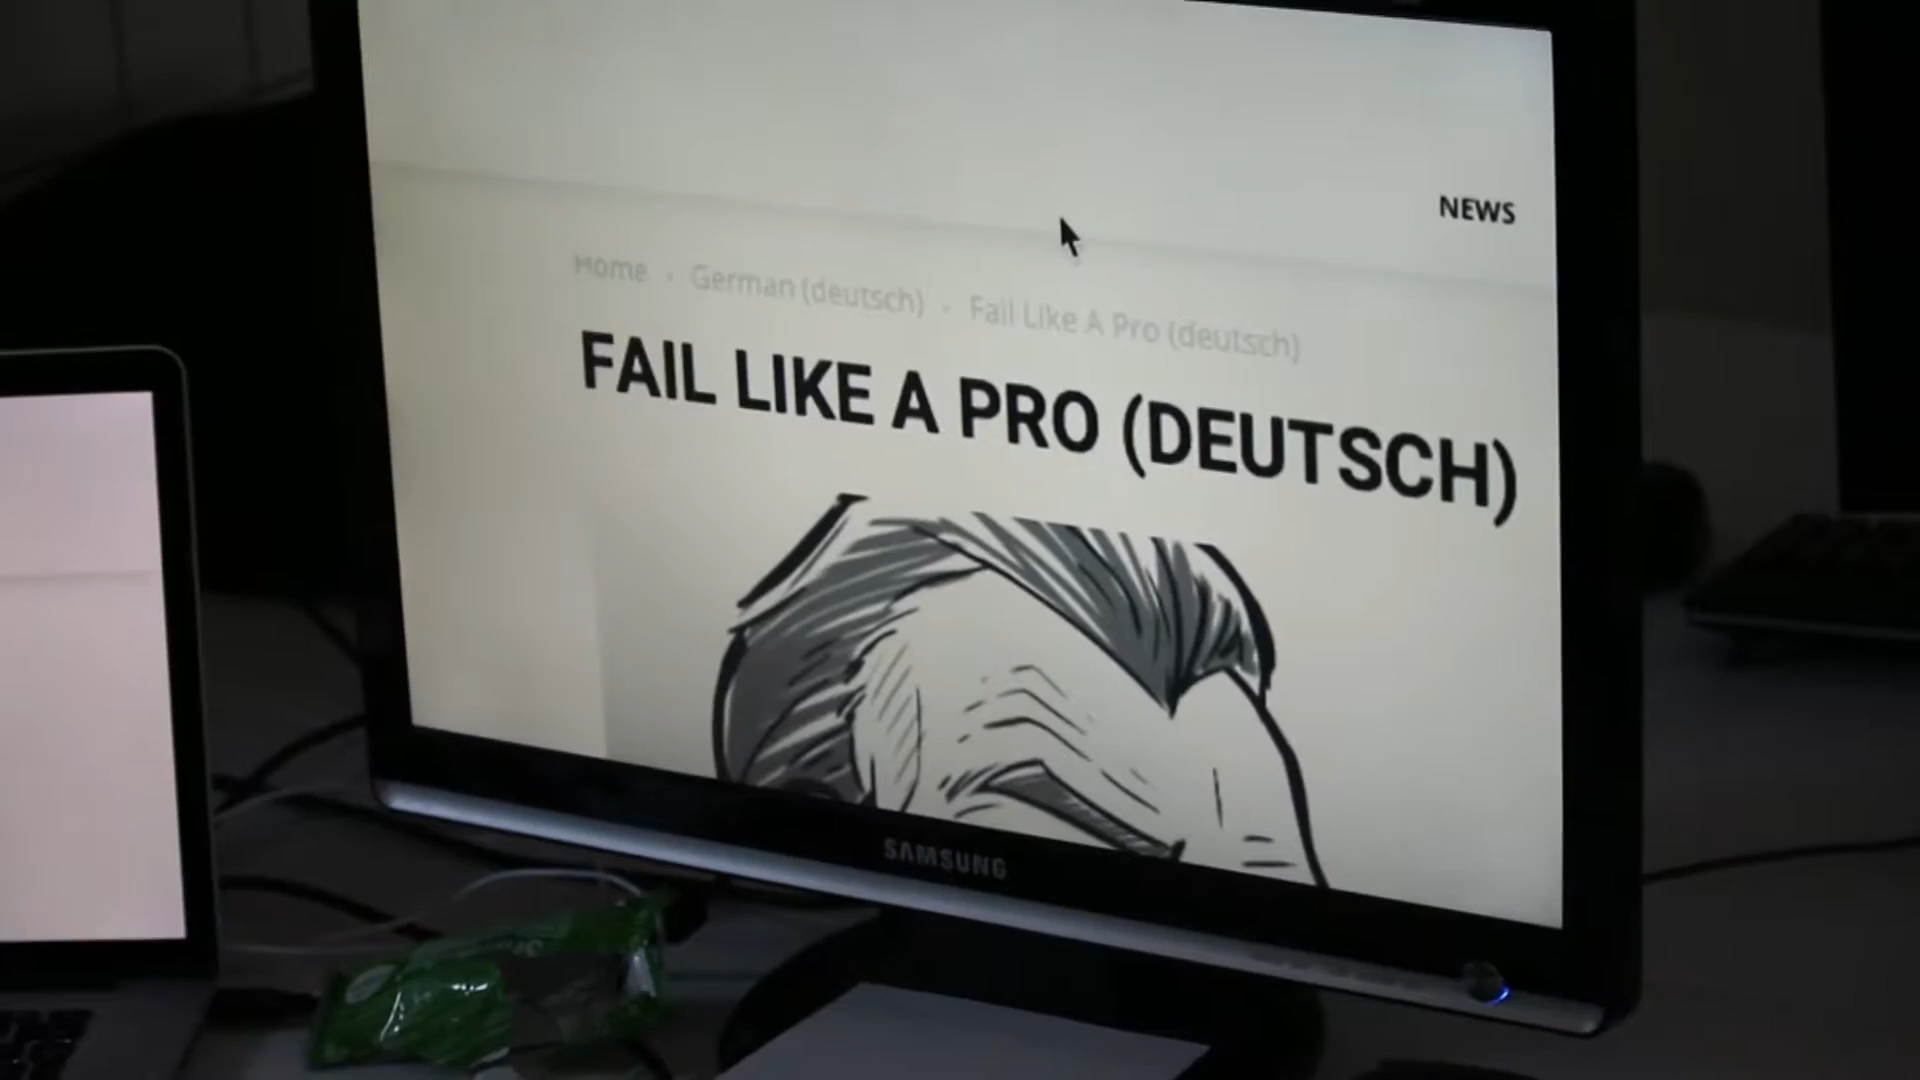 NEWS
Home · German (deutsch) · Fail Like A Pro (deutsch)
FAIL LIKE A PRO (DEUTSCH)
SAMSUNG